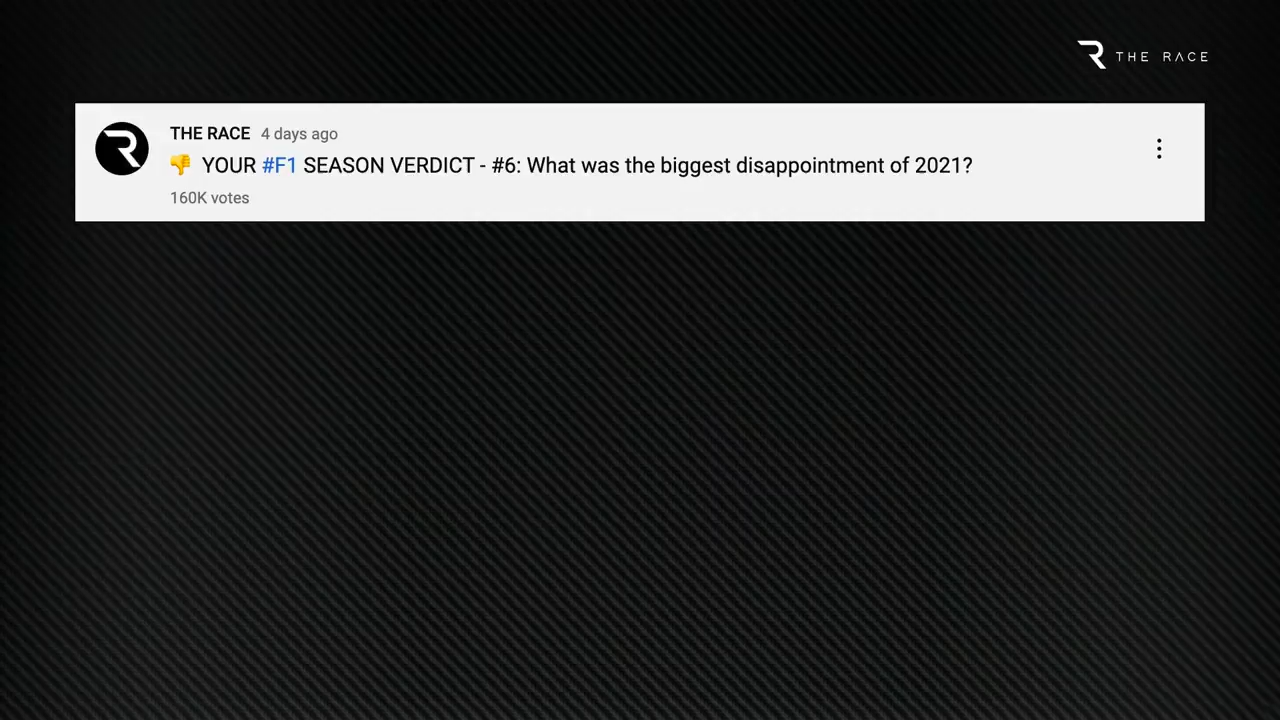 THE RACE
THE RACE 4 days ago
👎 YOUR #F1 SEASON VERDICT - #6: What was the biggest disappointment of 2021?
160K votes